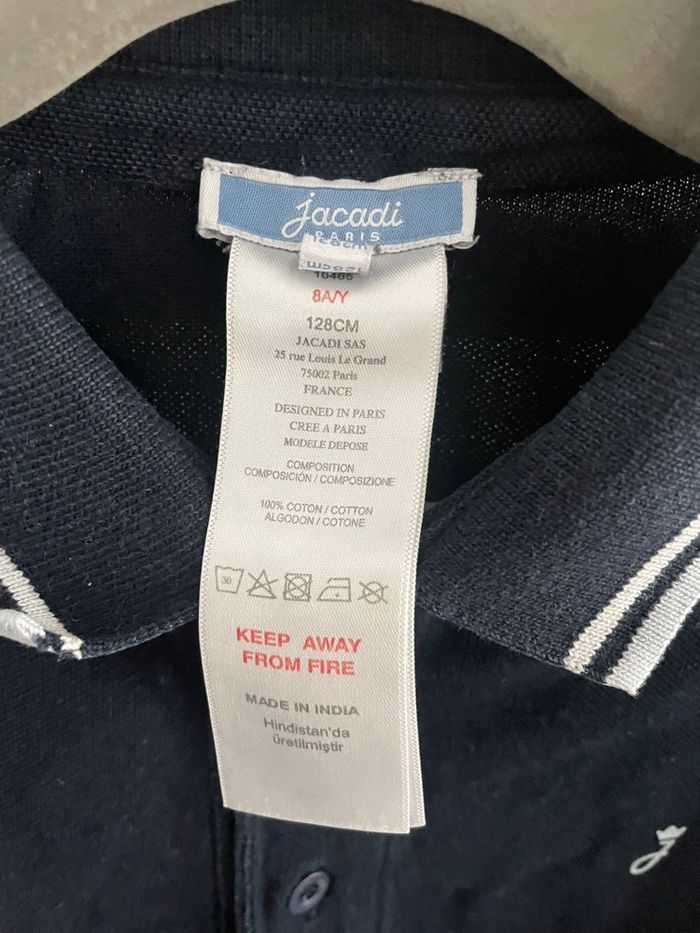 jacadi
PARIS
16465
8A/Y
128CM
JACADI SAS
25 rue Louis Le Grand
75002 Paris
FRANCE
DESIGNED IN PARIS
CREE A PARIS
MODELE DEPOSE
COMPOSITION
COMPOSICIÓN / COMPOSIZIONE
100% COTON / COTTON
ALGODON / COTONE
30
KEEP AWAY
FROM FIRE
MADE IN INDIA
Hindistan'da
üretilmiştir
j